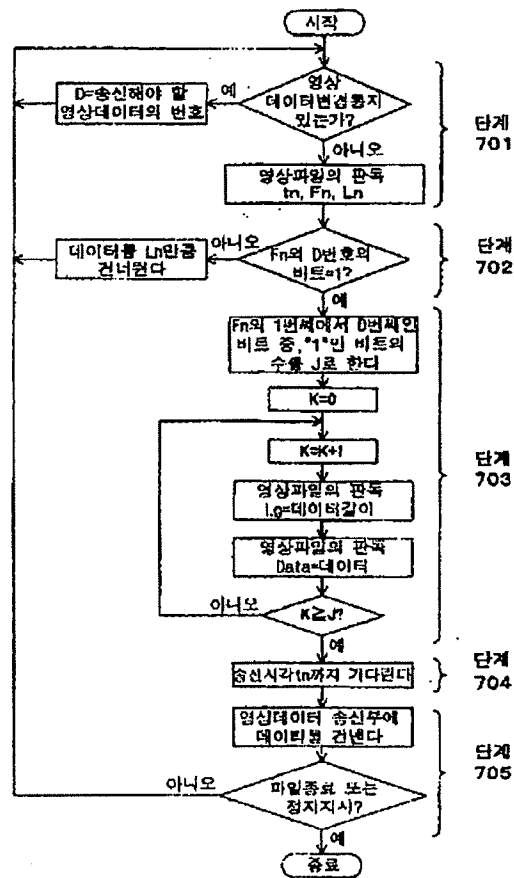 시작
영상
데이터변경통지
있는가?
예
D=송신해야 할
영상데이터의 번호
아니오
영상파일의 판독
tn, Fn, Ln
단계
701
Fn의 D번호의
비트=1?
아니오
데이터를 Ln만큼
건너뛴다
예
단계
702
Fn의 1번째에서 D번째인
비트 중,"1"인 비트의
수를 J로 한다
K=0
K=K+1
영상파일의 판독
Lg=데이터길이
영상파일의 판독
Data=데이터
K≧J?
아니오
예
단계
703
송신시각tn까지 기다린다
단계
704
영상데이터 송신부에
데이터를 건넨다
파일종료 또는
정지지시?
아니오
예
단계
705
종료